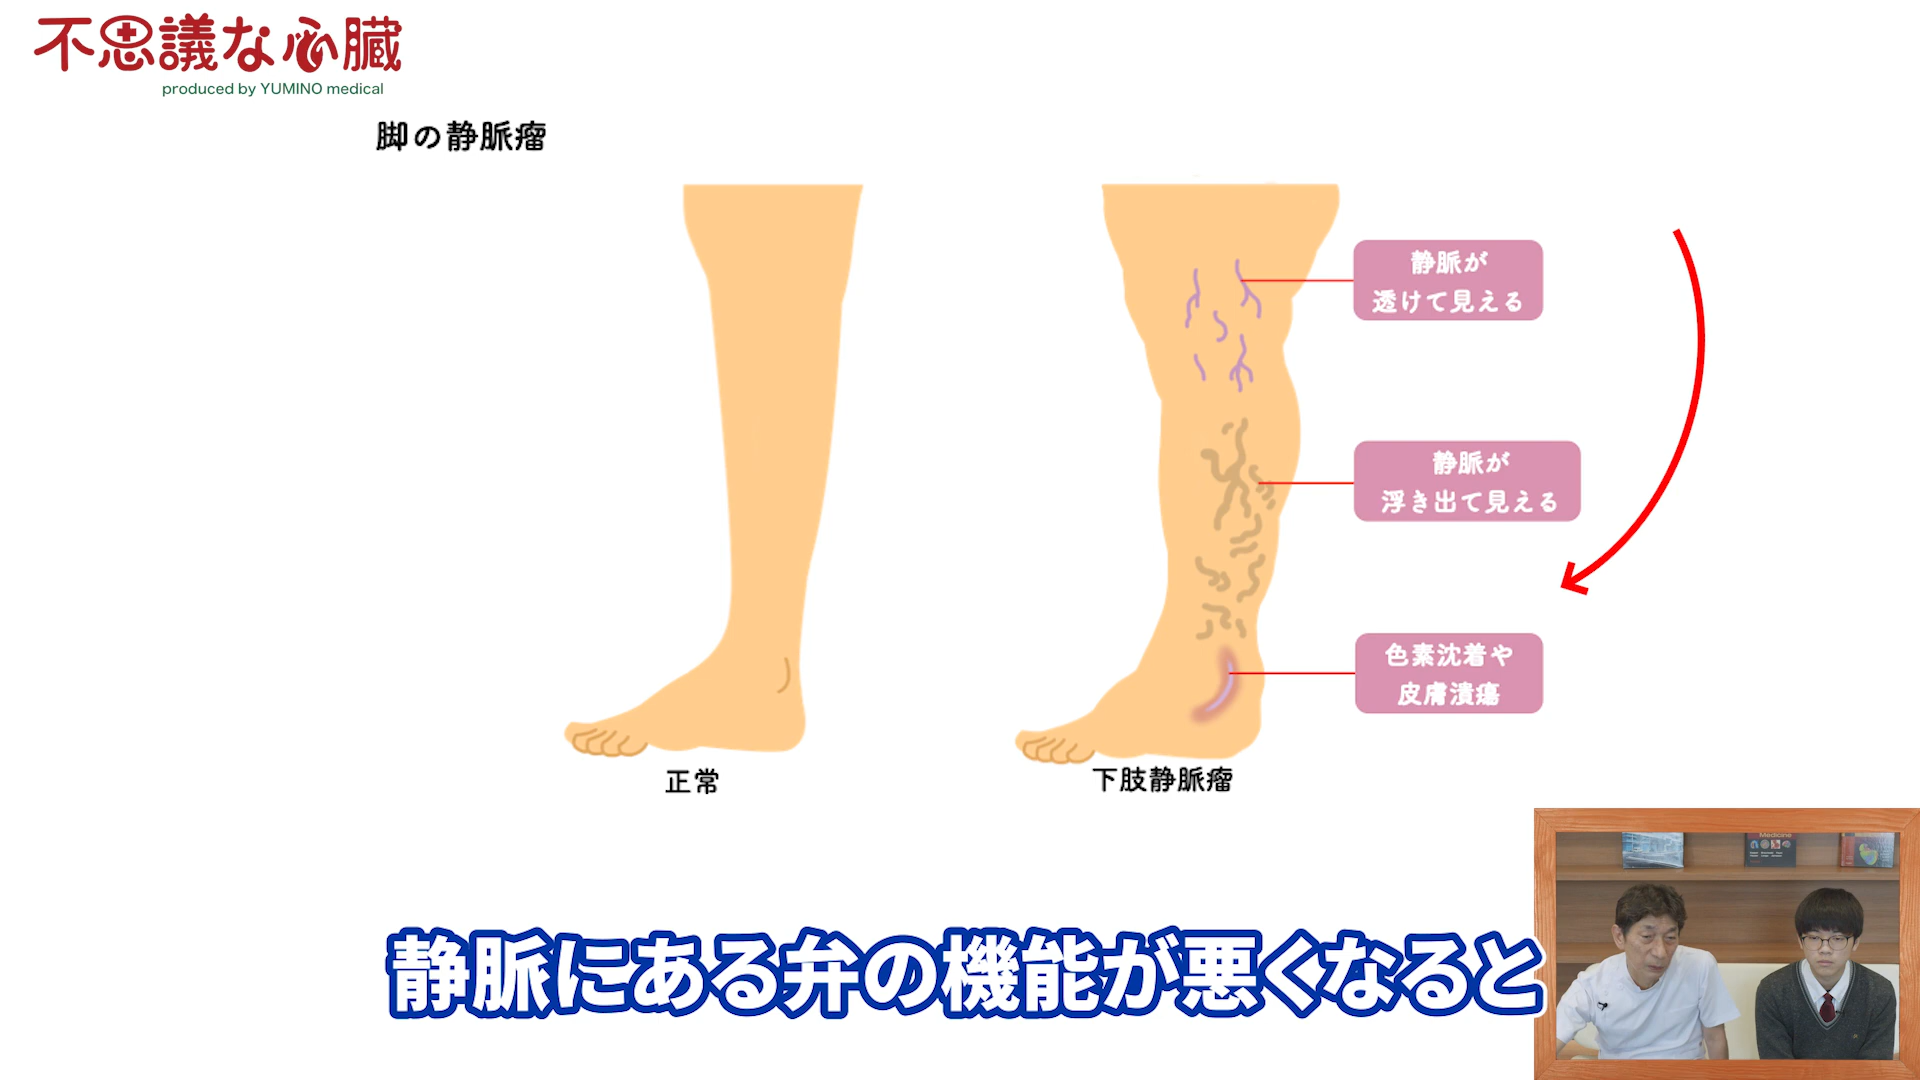 不思議な心臓
produced by YUMINO medical
脚の静脈瘤
静脈が
透けて見える
静脈が
浮き出て見える
色素沈着や
皮膚潰瘍
正常
下肢静脈瘤
Medicine
静脈にある弁の機能が悪くなると